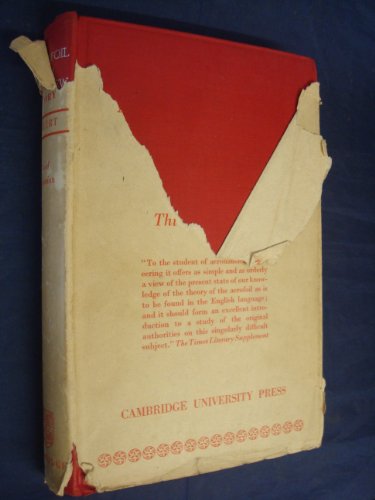 "To the student of aeronautical
eering it offers as simple and as orderly
a view of the present state of our know-
ledge of the theory of the aerofoil as is
to be found in the English language;
and it should form an excellent intro-
duction to a study of the original
authorities on this singularly difficult
subject." The Times Literary Supplement
CAMBRIDGE UNIVERSITY PRESS
FOIL